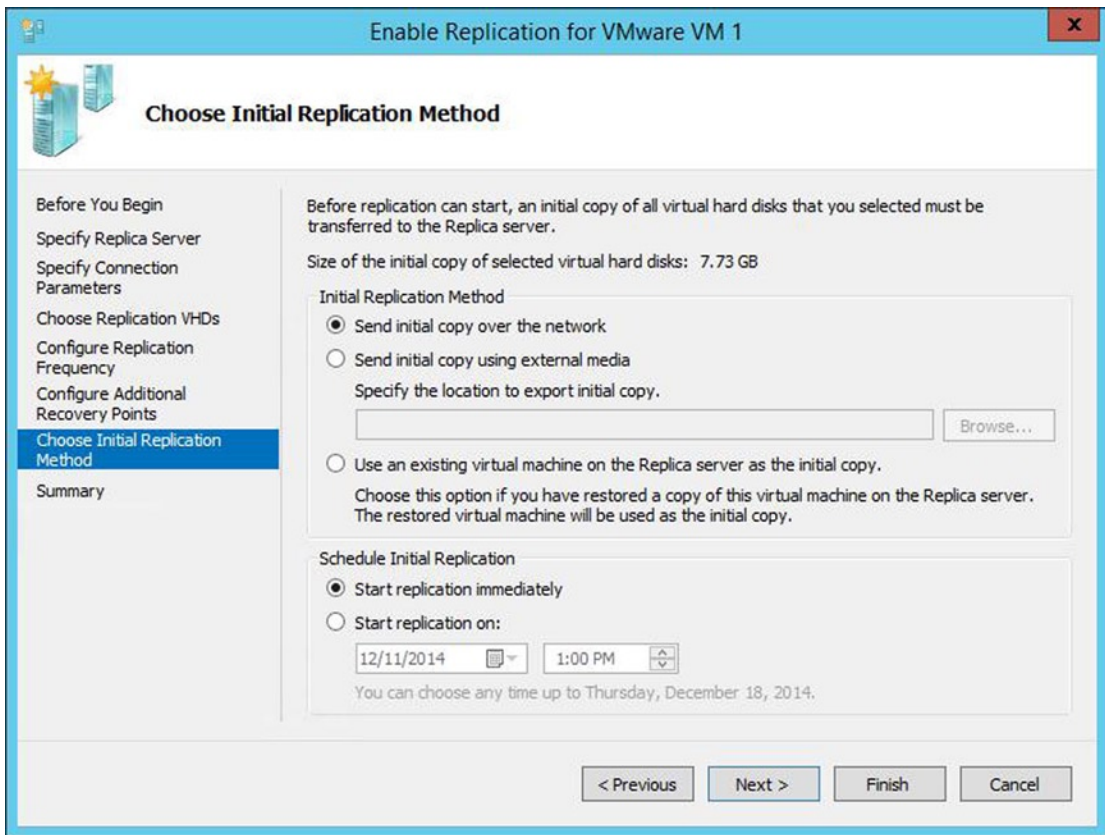 Enable Replication for VMware VM 1
x
Choose Initial Replication Method
Before You Begin
Specify Replica Server
Specify Connection
Parameters
Choose Replication VHDs
Configure Replication
Frequency
Configure Additional
Recovery Points
Choose Initial Replication
Method
Summary
Before replication can start, an initial copy of all virtual hard disks that you selected must be
transferred to the Replica server.
Size of the initial copy of selected virtual hard disks: 7.73 GB
Initial Replication Method
Send initial copy over the network
Send initial copy using external media
Specify the location to export initial copy.
Browse...
Use an existing virtual machine on the Replica server as the initial copy.
Choose this option if you have restored a copy of this virtual machine on the Replica server.
The restored virtual machine will be used as the initial copy.
Schedule Initial Replication
Start replication immediately
Start replication on:
12/11/2014 1:00 PM
You can choose any time up to Thursday, December 18, 2014.
< Previous Next > Finish Cancel